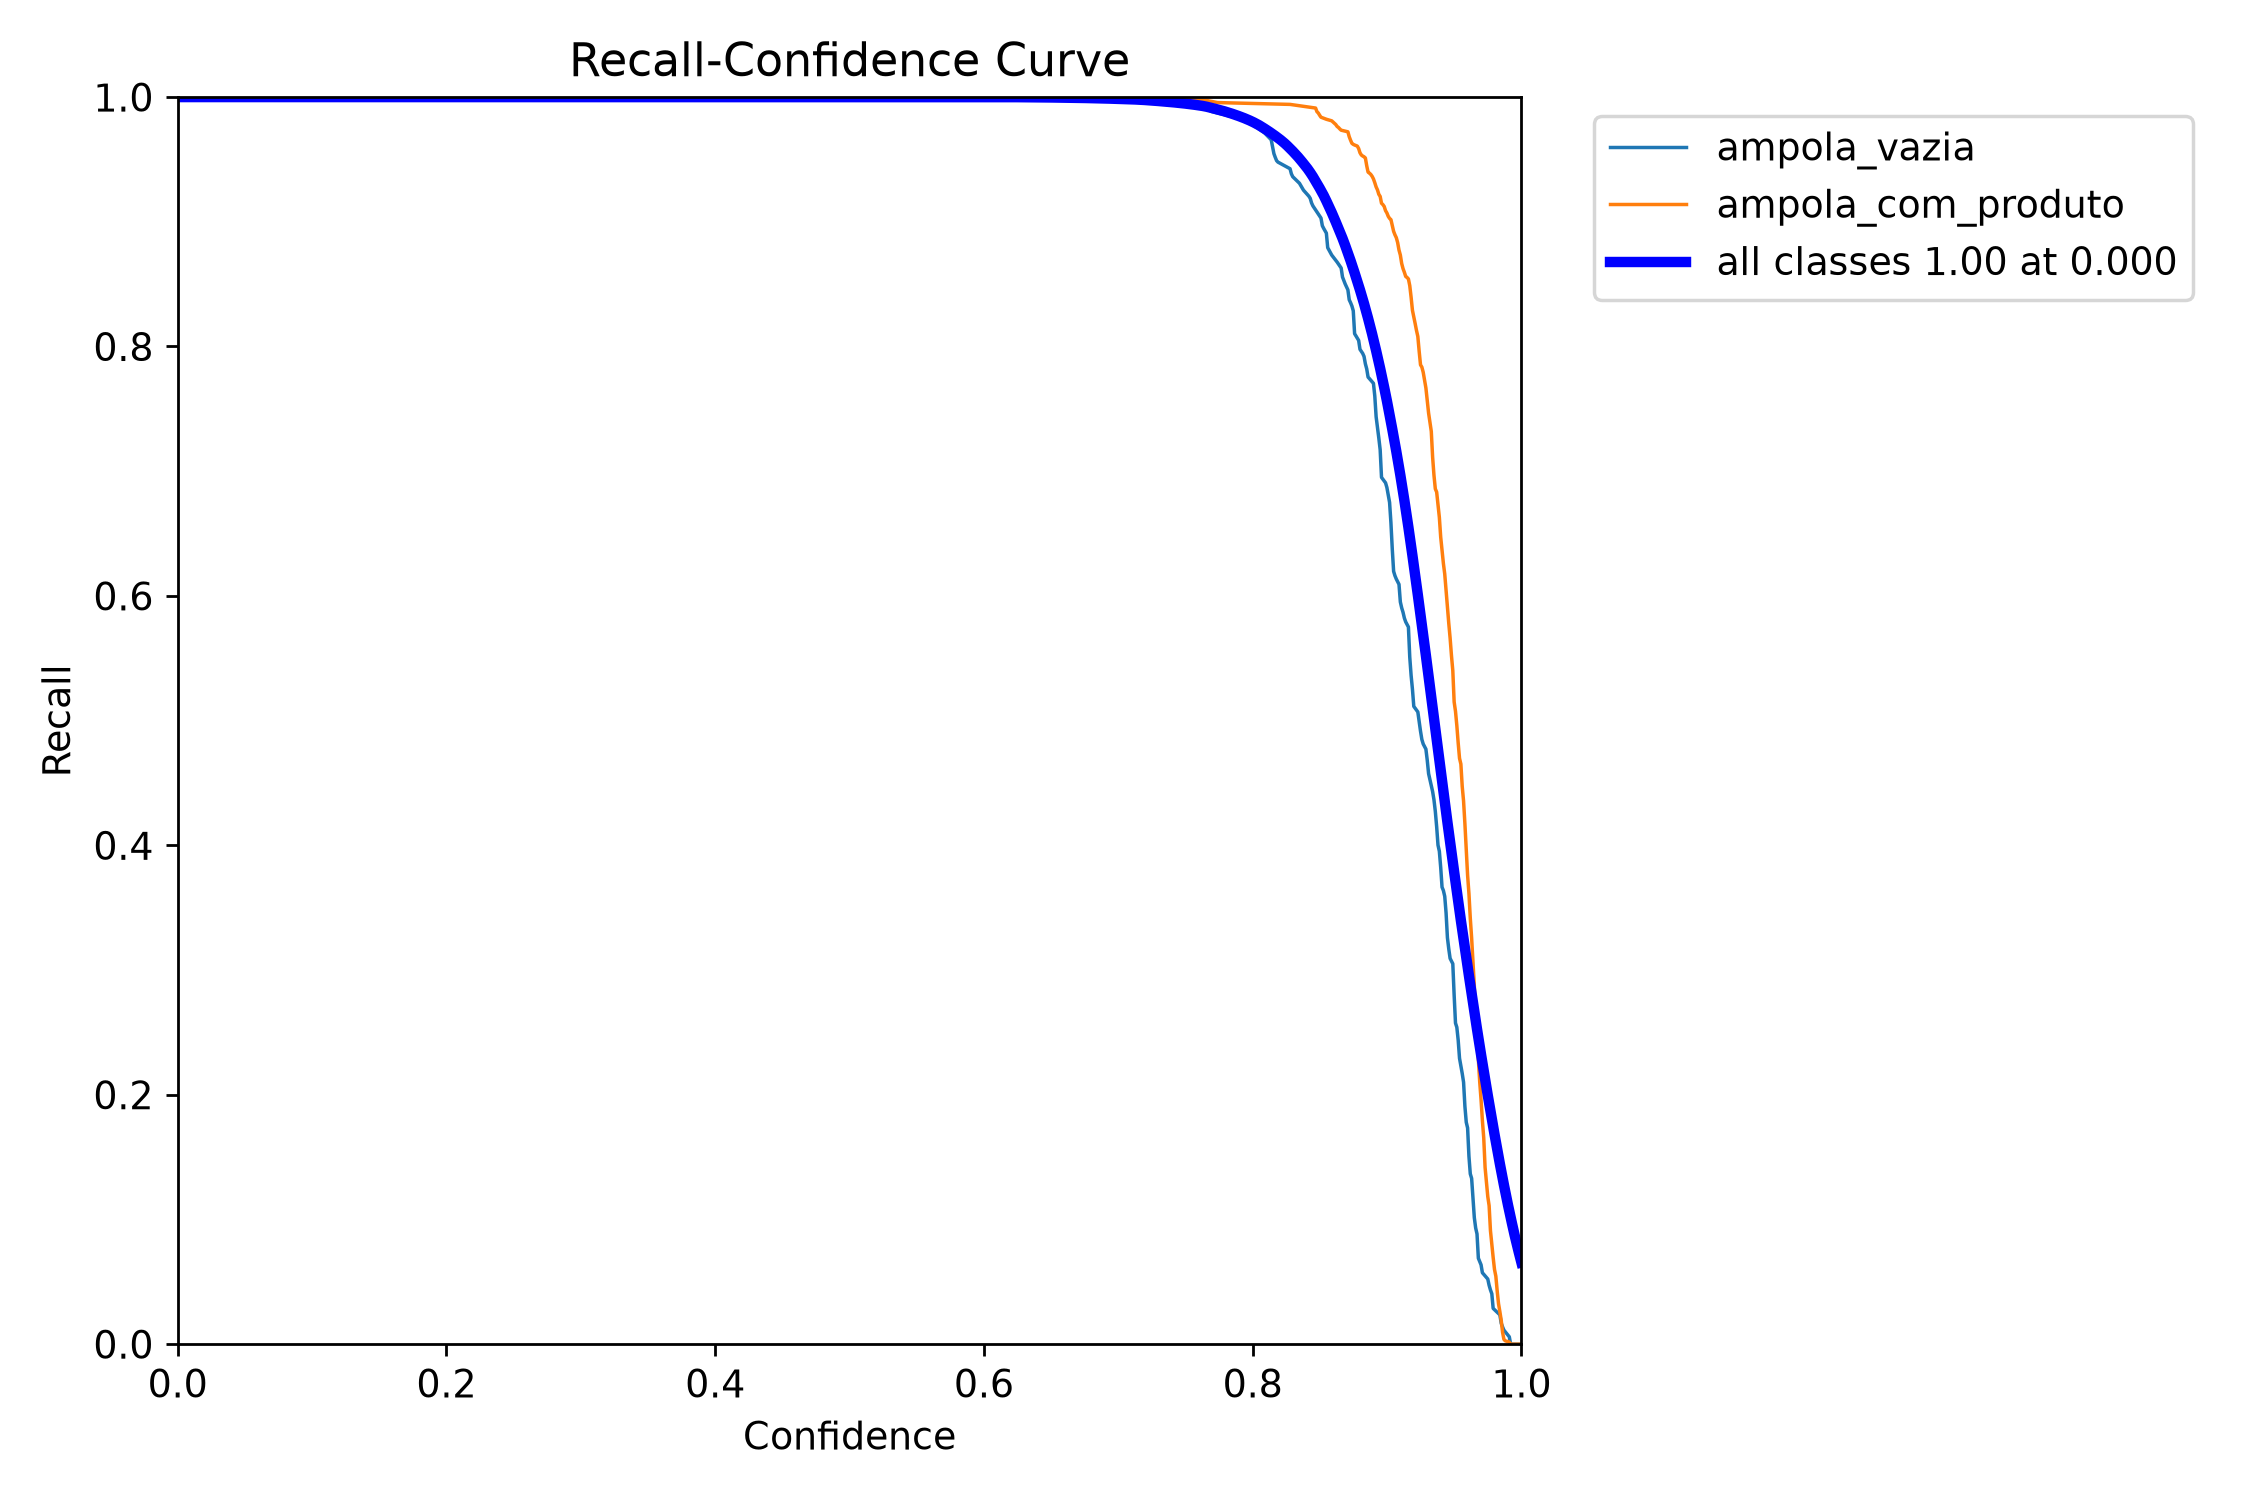 Recall-Confidence Curve
1.0
0.8
0.6
0.4
0.2
0.0
Recall
0.0 0.2 0.4 0.6 0.8 1.0
Confidence
ampola_vazia
ampola_com_produto
all classes 1.00 at 0.000